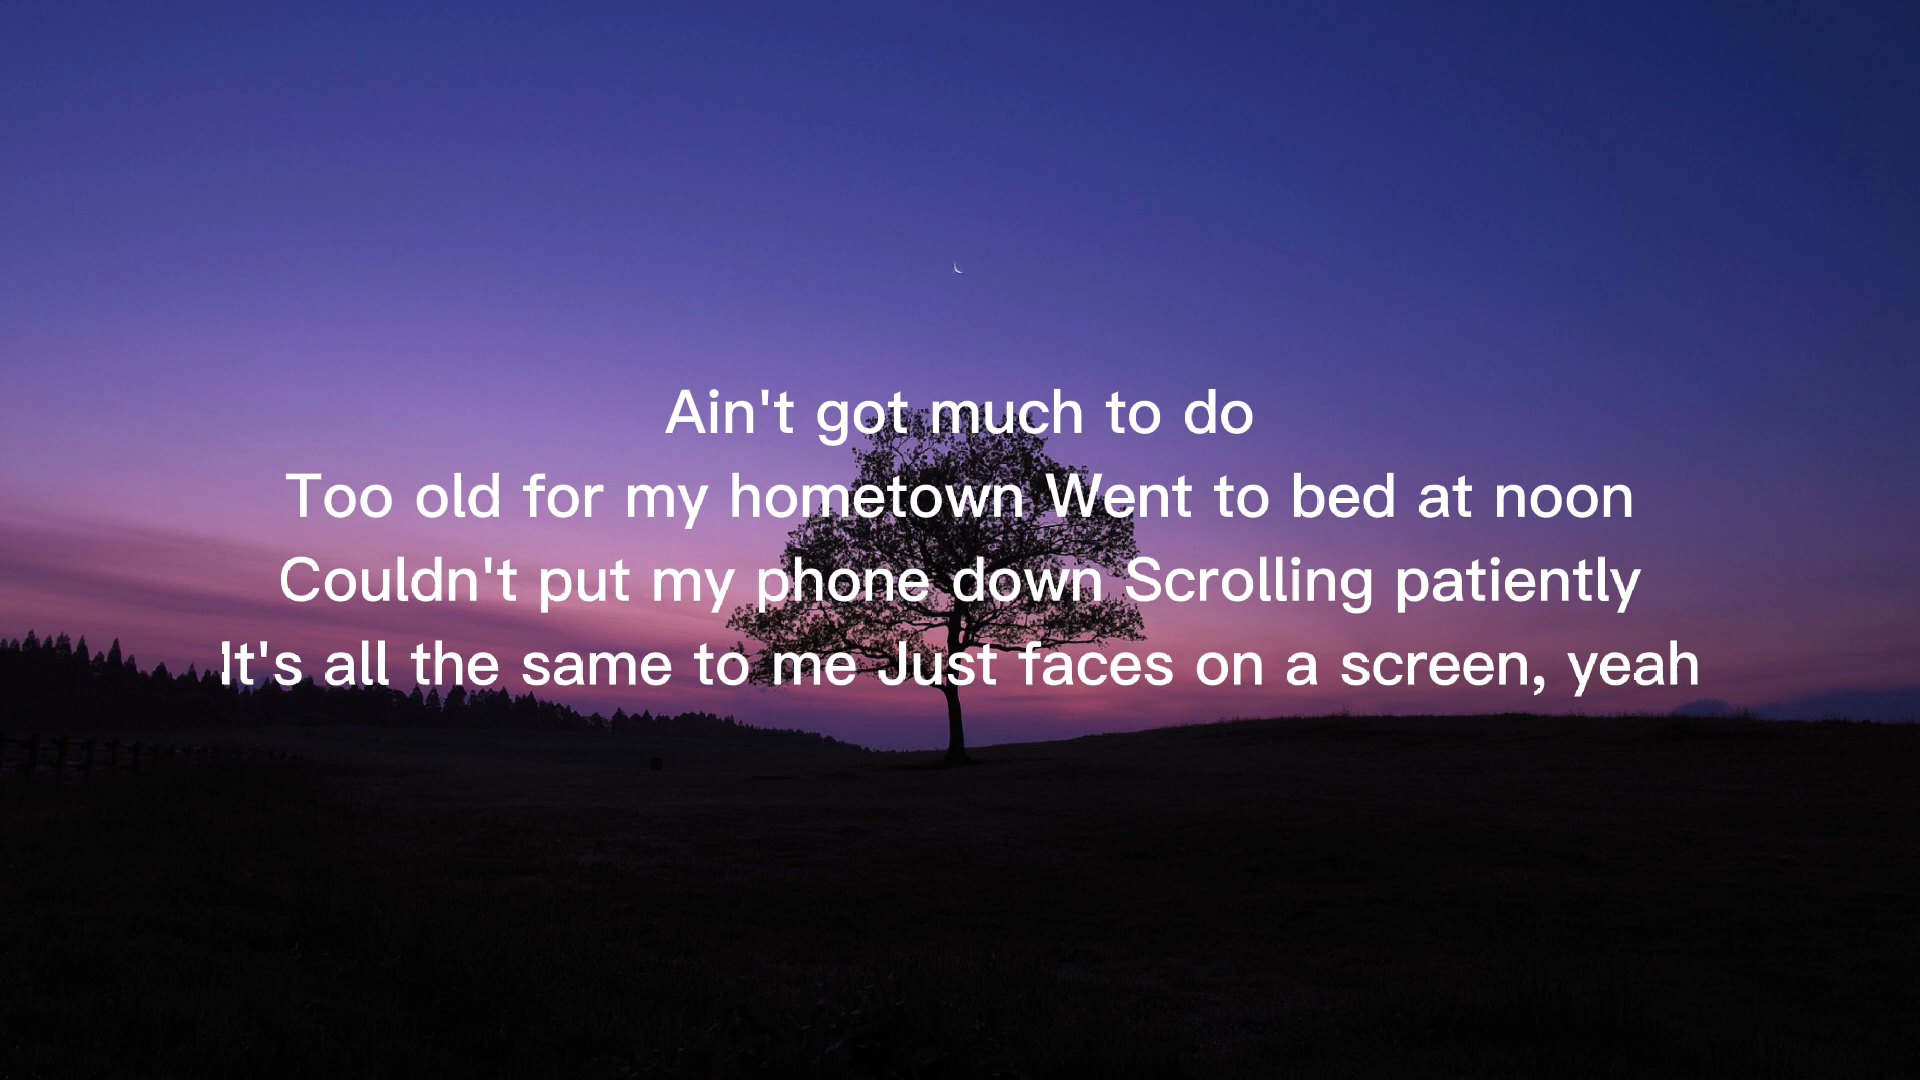 Ain't got much to do
Too old for my hometown Went to bed at noon
Couldn't put my phone down Scrolling patiently
It's all the same to me Just faces on a screen, yeah